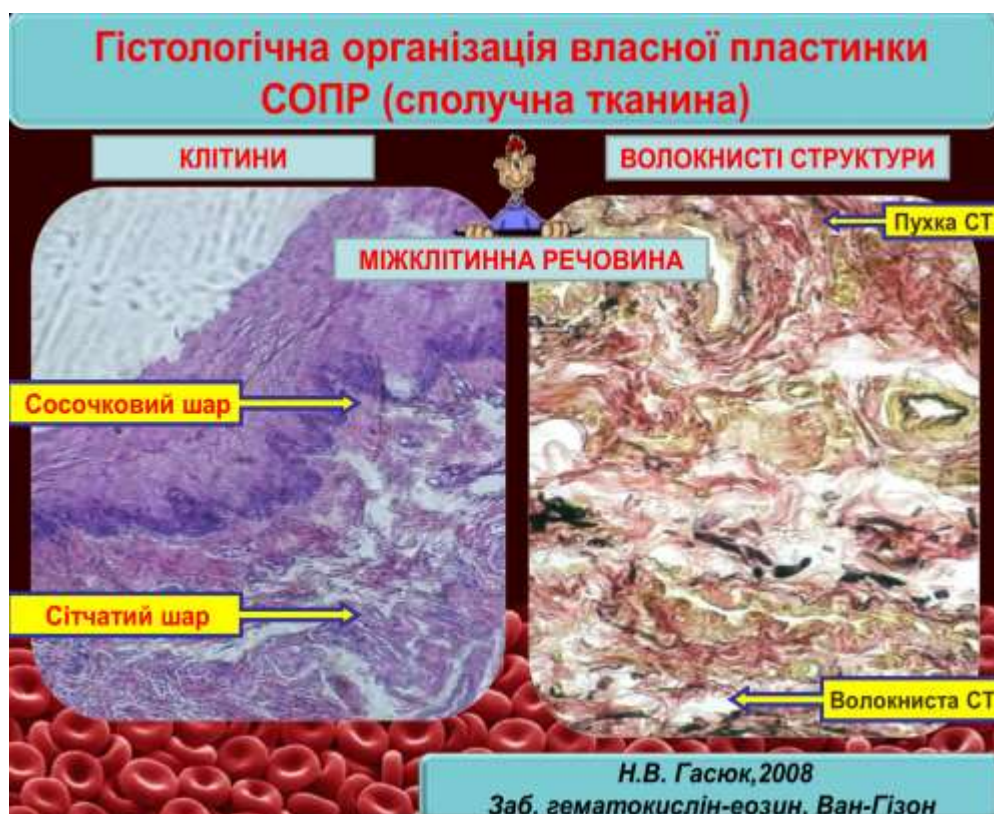 Гістологічна організація власної пластинки
СОПР (сполучна тканина)
КЛІТИНИ
ВОЛОКНИСТІ СТРУКТУРИ
Пухка СТ
МІЖКЛІТИННА РЕЧОВИНА
Сосочковий шар
Сітчатий шар
Волокниста СТ
Н.В. Гасюк,2008
Заб. гематокислін-еозин, Ван-Гізон